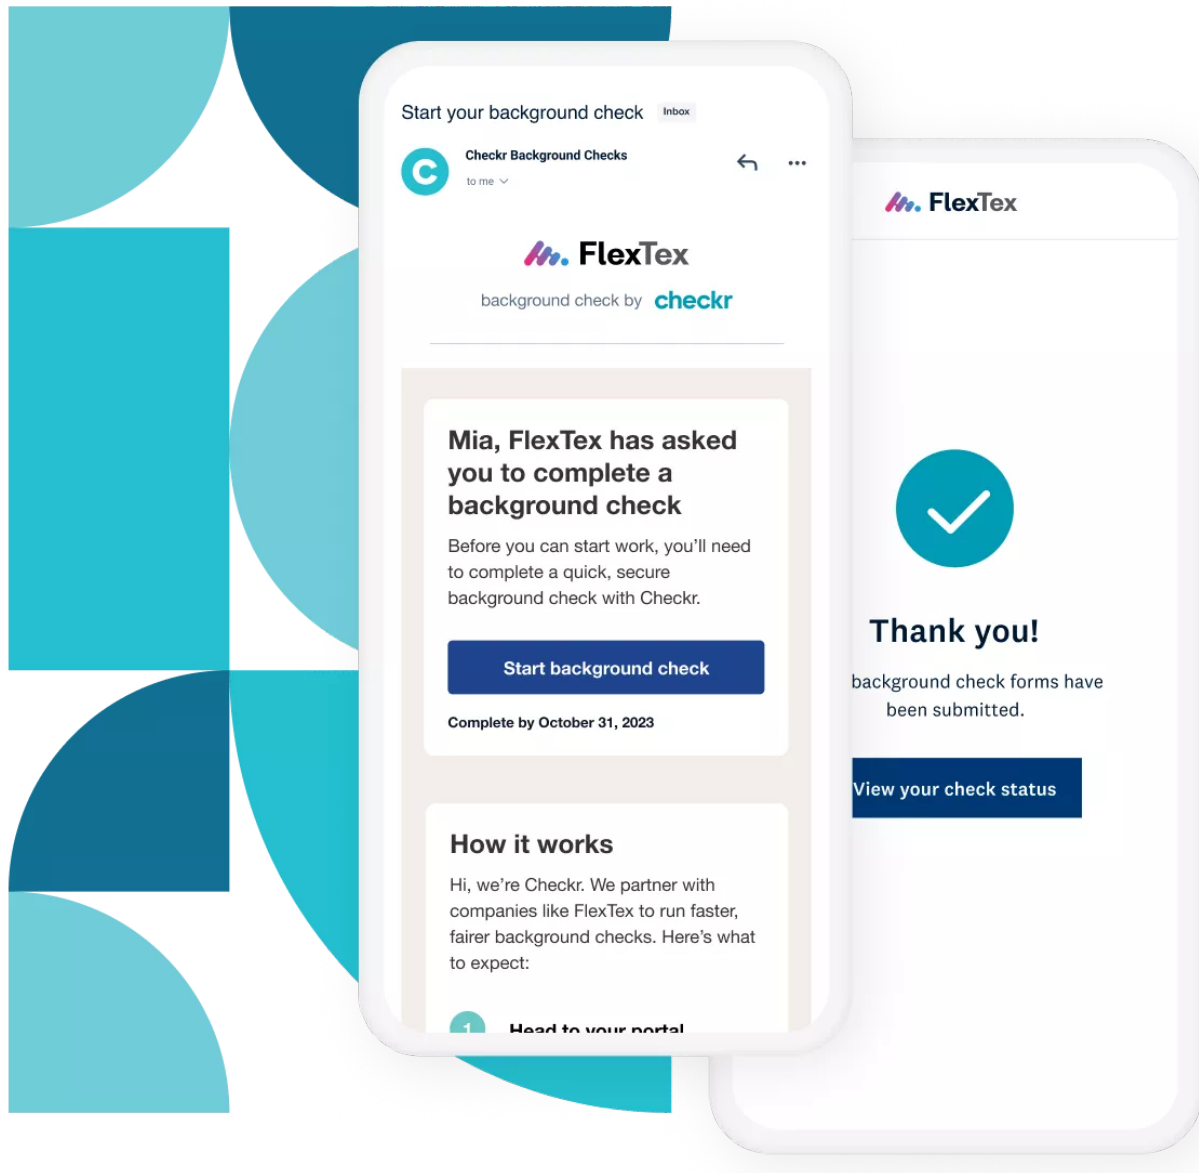 Start your background check Inbox
C
Checkr Background Checks
to me
FlexTex
background check by checkr
Mia, FlexTex has asked
you to complete a
background check
Before you can start work, you’ll need
to complete a quick, secure
background check with Checkr.
Start background check
Complete by October 31, 2023
How it works
Hi, we’re Checkr. We partner with
companies like FlexTex to run faster,
fairer background checks. Here’s what
to expect:
1 Head to your portal
FlexTex
Thank you!
background check forms have
been submitted.
View your check status